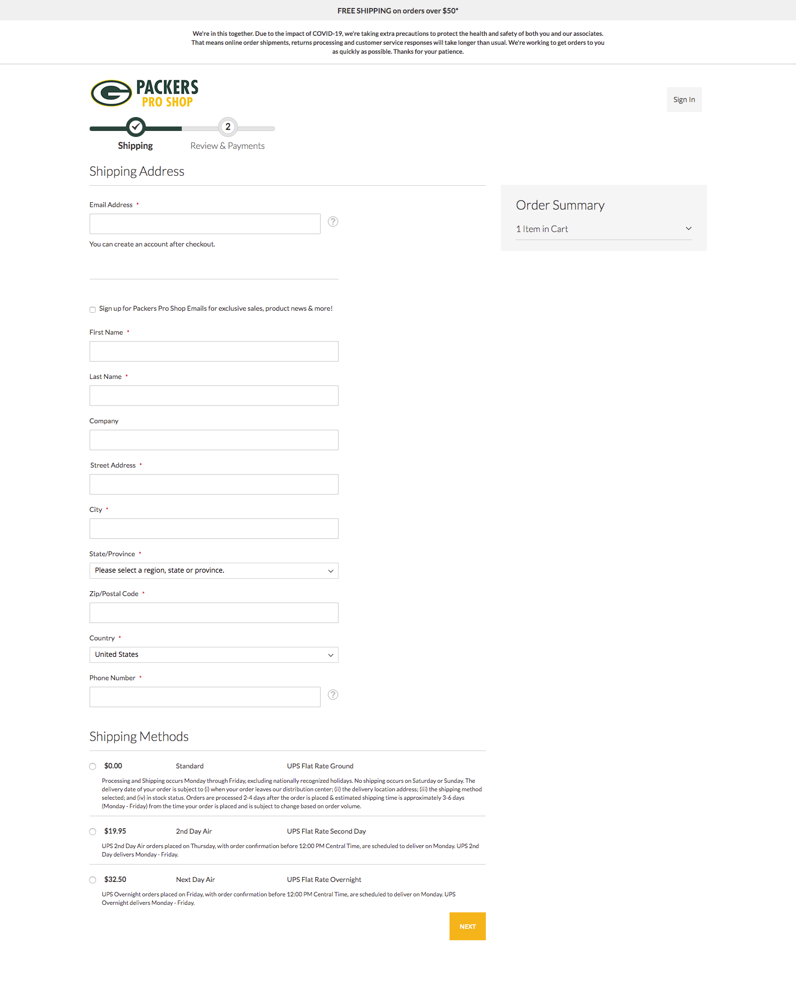 FREE SHIPPING on orders over $50*
We're in this together. Due to the impact of COVID-19, we're taking extra precautions to protect the health and safety of both you and our associates.
That means online order shipments, returns processing and customer service responses will take longer than usual. We're working to get orders to you
as quickly as possible. Thanks for your patience.
G PACKERS
PRO SHOP
Sign In
2
Shipping
Review & Payments
Shipping Address
Email Address *
?
You can create an account after checkout.
Order Summary
1 Item in Cart
Sign up for Packers Pro Shop Emails for exclusive sales, product news & more!
First Name *
Last Name *
Company
Street Address *
City *
State/Province *
Please select a region, state or province.
Zip/Postal Code *
Country *
United States
Phone Number *
?
Shipping Methods
$0.00 Standard UPS Flat Rate Ground
Processing and Shipping occurs Monday through Friday, excluding nationally recognized holidays. No shipping occurs on Saturday or Sunday. The
delivery date of your order is subject to (i) when your order leaves our distribution center; (ii) the delivery location address; (iii) the shipping method
selected; and (iv) in stock status. Orders are processed 2-4 days after the order is placed & estimated shipping time is approximately 3-6 days
(Monday - Friday) from the time your order is placed and is subject to change based on order volume.
$19.95 2nd Day Air UPS Flat Rate Second Day
UPS 2nd Day Air orders placed on Thursday, with order confirmation before 12:00 PM Central Time, are scheduled to deliver on Monday. UPS 2nd
Day delivers Monday - Friday.
$32.50 Next Day Air UPS Flat Rate Overnight
UPS Overnight orders placed on Friday, with order confirmation before 12:00 PM Central Time, are scheduled to deliver on Monday. UPS
Overnight delivers Monday - Friday.
NEXT